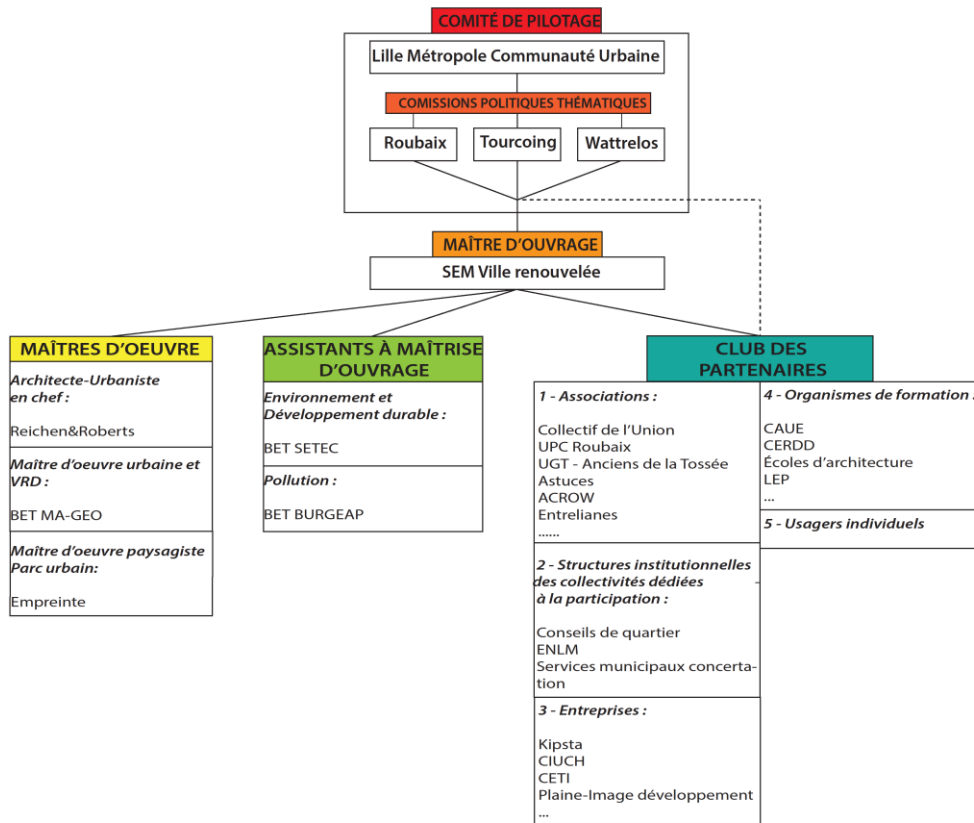 COMITÉ DE PILOTAGE
Lille Métropole Communauté Urbaine
COMISSIONS POLITIQUES THÉMATIQUES
Roubaix
Tourcoing
Wattrelos
MAÎTRE D'OUVRAGE
SEM Ville renouvelée
MAÎTRES D'OEUVRE
Architecte-Urbaniste
en chef :
Reichen&Roberts
Maître d'oeuvre urbaine et
VRD :
BET MA-GEO
Maître d'oeuvre paysagiste
Parc urbain:
Empreinte
ASSISTANTS À MAÎTRISE
D'OUVRAGE
Environnement et
Développement durable :
BET SETEC
Pollution :
BET BURGEAP
CLUB DES
PARTENAIRES
1 - Associations :
Collectif de l'Union
UPC Roubaix
UGT - Anciens de la Tossée
Astuces
ACROW
Entrelianes
......
2 - Structures institutionnelles
des collectivités dédiées
à la participation :
Conseils de quartier
ENLM
Services municipaux concerta-
tion
3 - Entreprises :
Kipsta
CIUCH
CETI
Plaine-Image développement
...
4 - Organismes de formation :
CAUE
CERDD
Écoles d'architecture
LEP
...
5 - Usagers individuels